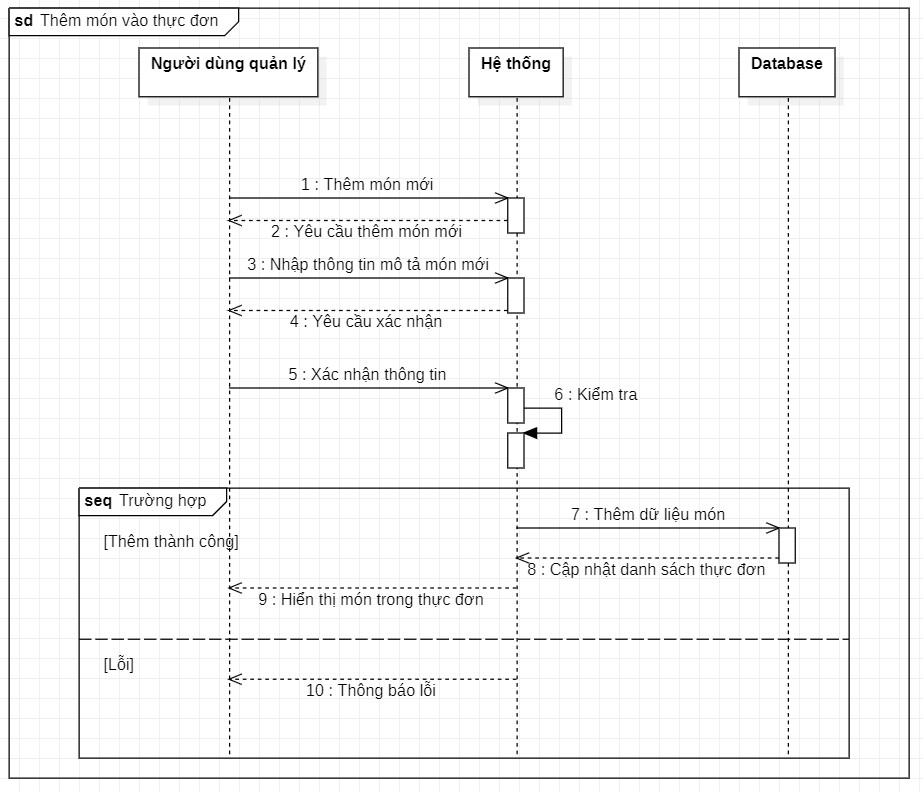 sd Thêm món vào thực đơn
Người dùng quản lý
Hệ thống
Database
1 : Thêm món mới
2 : Yêu cầu thêm món mới
3 : Nhập thông tin mô tả món mới
4 : Yêu cầu xác nhận
5 : Xác nhận thông tin
6 : Kiểm tra
seq Trường hợp
7 : Thêm dữ liệu món
[Thêm thành công]
8 : Cập nhật danh sách thực đơn
9 : Hiển thị món trong thực đơn
[Lỗi]
10 : Thông báo lỗi